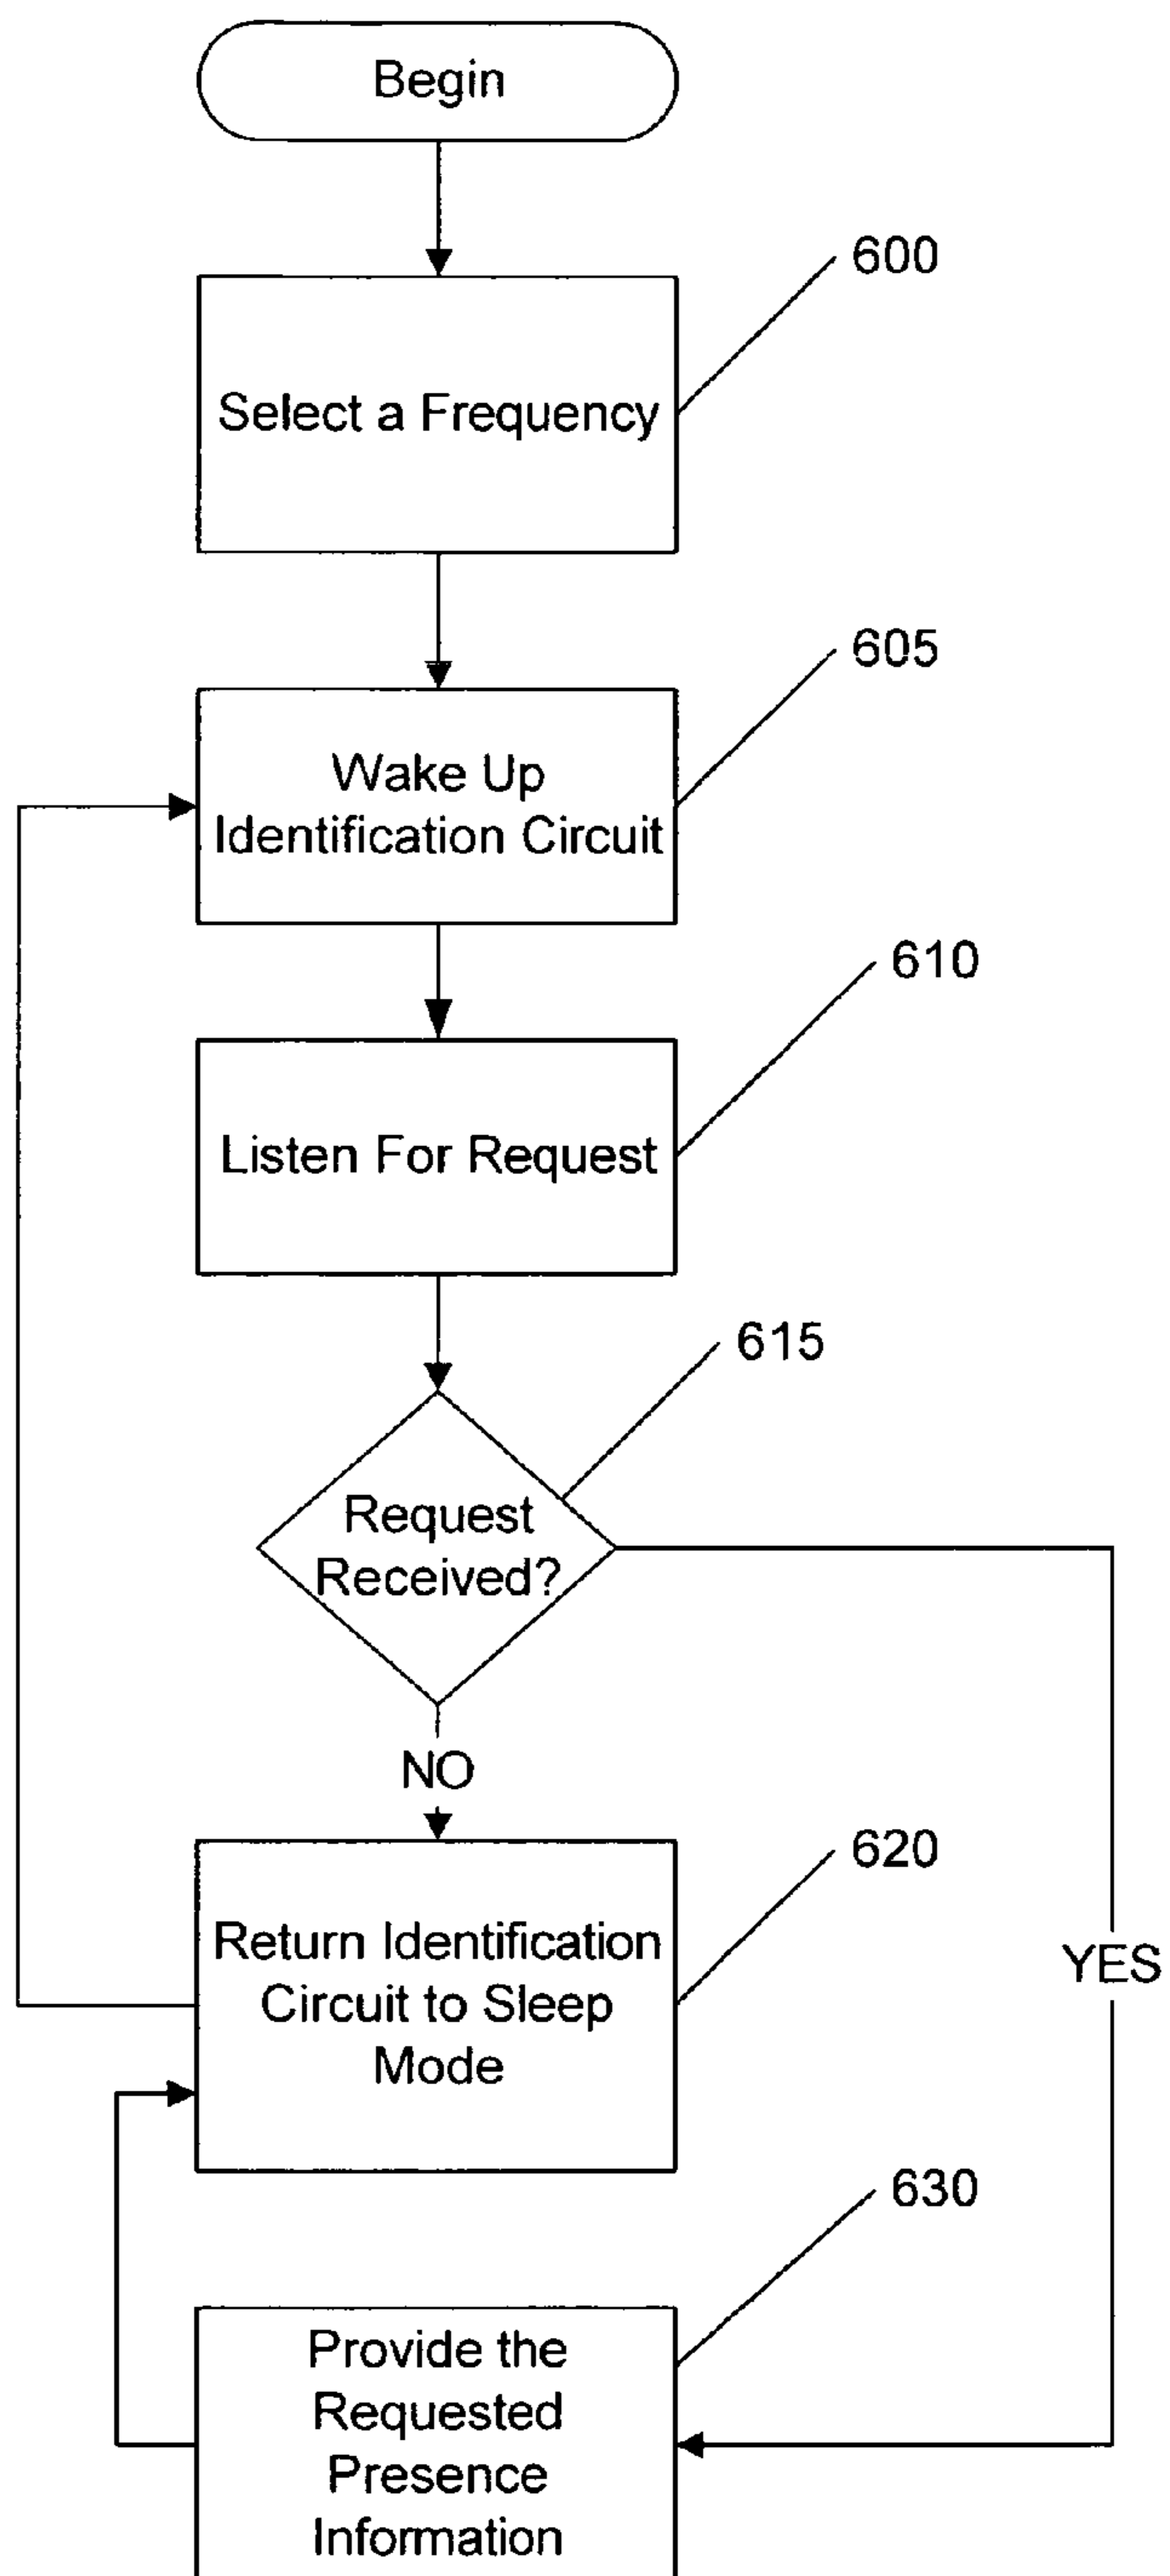 Begin
600
Select a Frequency
605
Wake Up
Identification Circuit
610
Listen For Request
615
Request
Received?
NO
620
Return Identification
Circuit to Sleep
Mode
YES
630
Provide the
Requested
Presence
Information